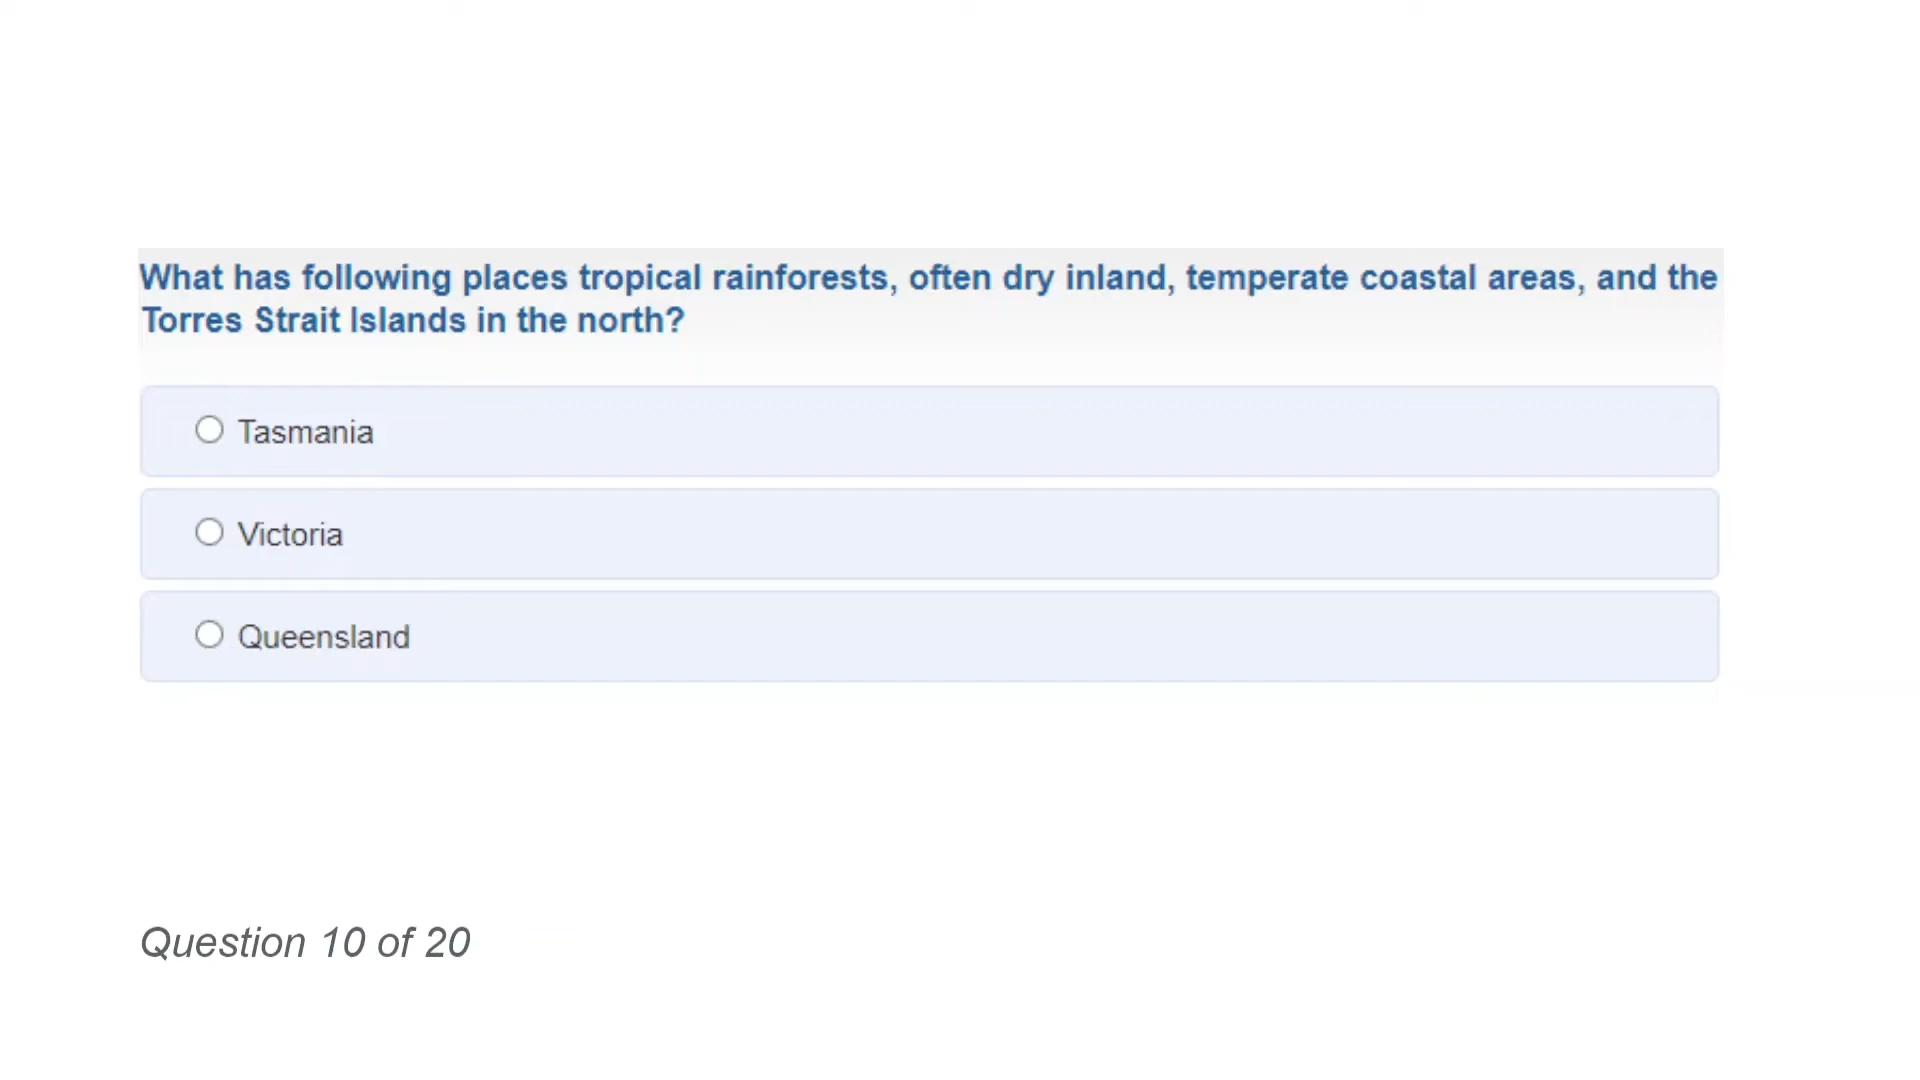 What has following places tropical rainforests, often dry inland, temperate coastal areas, and the
Torres Strait Islands in the north?
Tasmania
Victoria
Queensland
Question 10 of 20